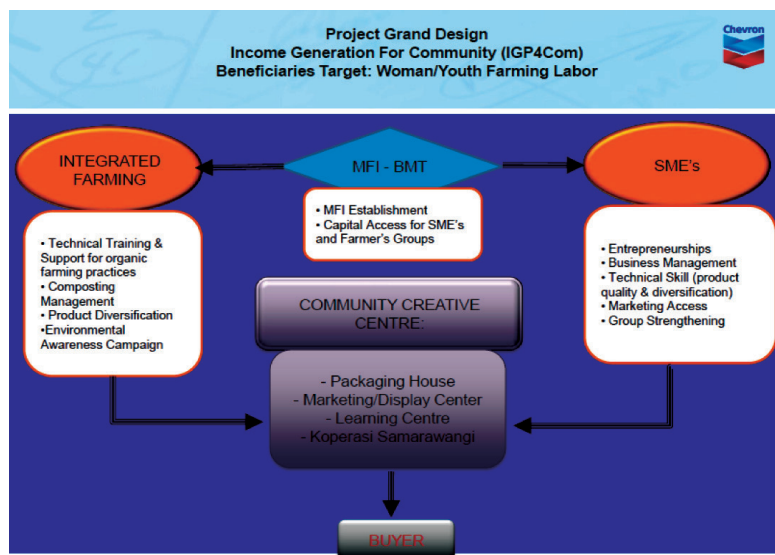 Project Grand Design
Income Generation For Community (IGP4Com)
Beneficiaries Target: Woman/Youth Farming Labor
Chevron
INTEGRATED
FARMING
MFI - BMT
SME's
• MFI Establishment
• Capital Access for SME's
and Farmer's Groups
• Technical Training &
Support for organic
farming practices
• Composting
Management
• Product Diversification
•Environmental
Awareness Campaign
• Entrepreneurships
• Business Management
• Technical Skill (product
quality & diversification)
• Marketing Access
• Group Strengthening
COMMUNITY CREATIVE
CENTRE:
- Packaging House
- Marketing/Display Center
- Learning Centre
- Koperasi Samarawangi
BUYER